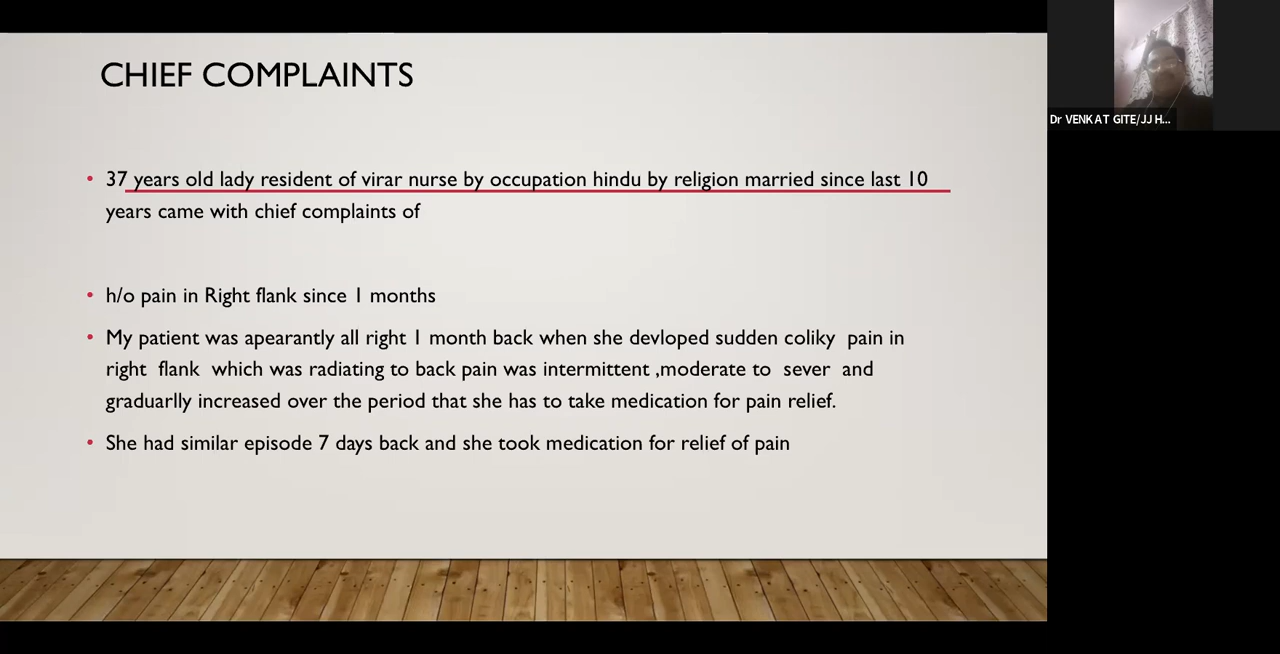 CHIEF COMPLAINTS
37 years old lady resident of virar nurse by occupation hindu by religion married since last 10
years came with chief complaints of
h/o pain in Right flank since 1 months
My patient was apearantly all right 1 month back when she devloped sudden coliky pain in
right flank which was radiating to back pain was intermittent ,moderate to sever and
graduarlly increased over the period that she has to take medication for pain relief.
She had similar episode 7 days back and she took medication for relief of pain
Dr VENKAT GITE/JJ H...